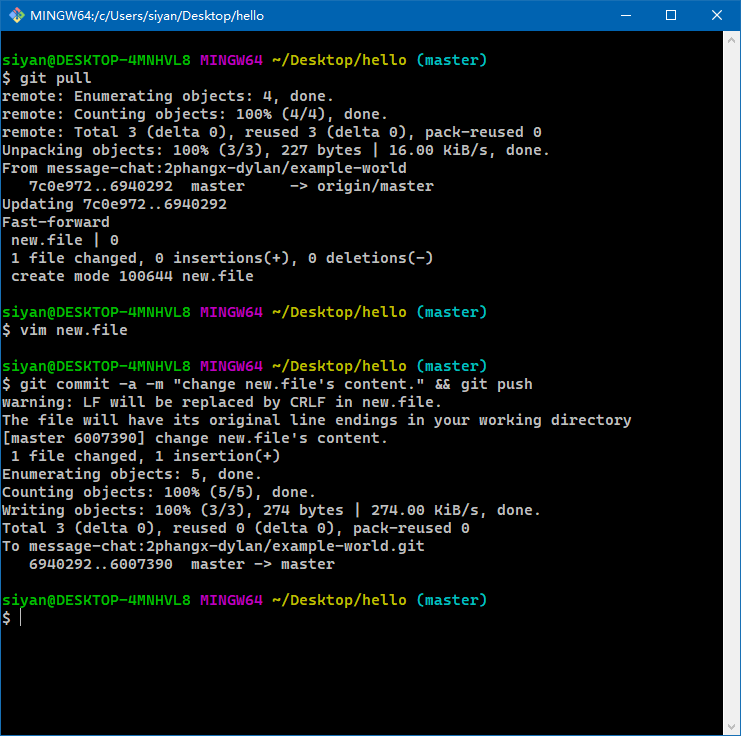 MINGW64:/c/Users/siyan/Desktop/hello
siyan@DESKTOP-4MNHVL8 MINGW64 ~/Desktop/hello (master)
$ git pull
remote: Enumerating objects: 4, done.
remote: Counting objects: 100% (4/4), done.
remote: Total 3 (delta 0), reused 3 (delta 0), pack-reused 0
Unpacking objects: 100% (3/3), 227 bytes | 16.00 KiB/s, done.
From message-chat:2phangx-dylan/example-world
   7c0e972..6940292  master     -> origin/master
Updating 7c0e972..6940292
Fast-forward
 new.file | 0
 1 file changed, 0 insertions(+), 0 deletions(-)
 create mode 100644 new.file
siyan@DESKTOP-4MNHVL8 MINGW64 ~/Desktop/hello (master)
$ vim new.file
siyan@DESKTOP-4MNHVL8 MINGW64 ~/Desktop/hello (master)
$ git commit -a -m "change new.file's content." && git push
warning: LF will be replaced by CRLF in new.file.
The file will have its original line endings in your working directory
[master 6007390] change new.file's content.
 1 file changed, 1 insertion(+)
Enumerating objects: 5, done.
Counting objects: 100% (5/5), done.
Writing objects: 100% (3/3), 274 bytes | 274.00 KiB/s, done.
Total 3 (delta 0), reused 0 (delta 0), pack-reused 0
To message-chat:2phangx-dylan/example-world.git
   6940292..6007390  master -> master
siyan@DESKTOP-4MNHVL8 MINGW64 ~/Desktop/hello (master)
$